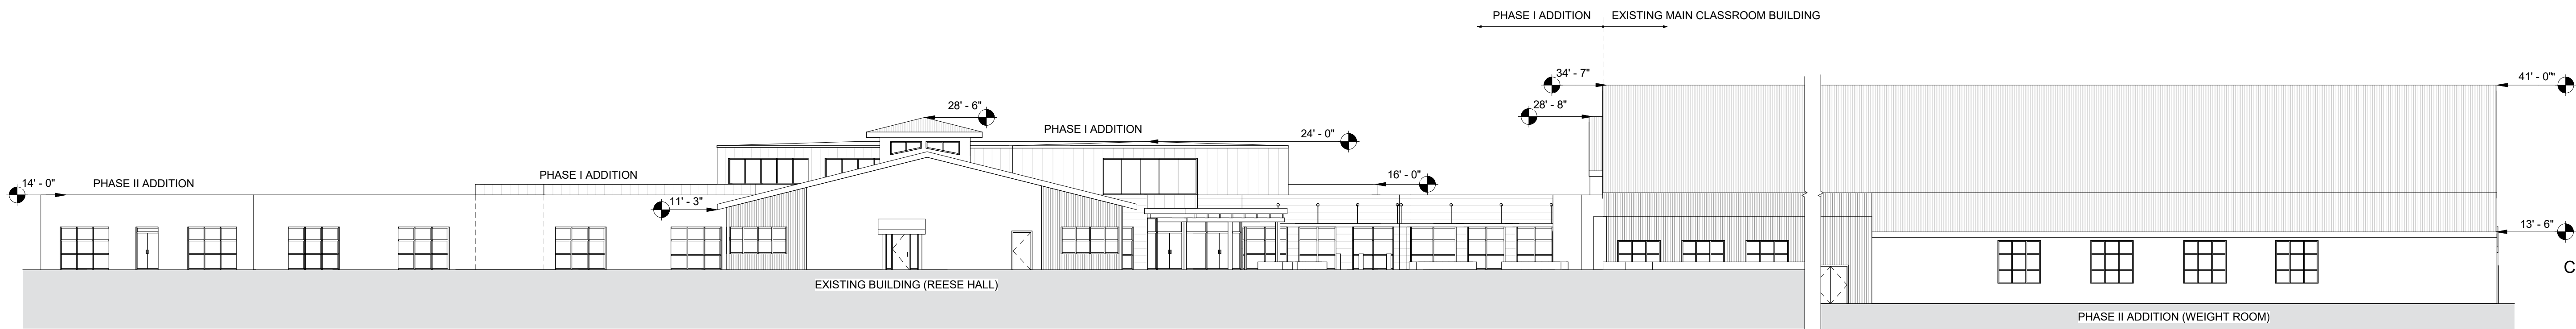 PHASE I ADDITION
EXISTING MAIN CLASSROOM BUILDING
34' - 7"
41' - 0"
28' - 6"
28' - 8"
PHASE I ADDITION
24' - 0"
PHASE I ADDITION
16' - 0"
14' - 0"
PHASE II ADDITION
11' - 3"
13' - 6"
C
EXISTING BUILDING (REESE HALL)
PHASE II ADDITION (WEIGHT ROOM)